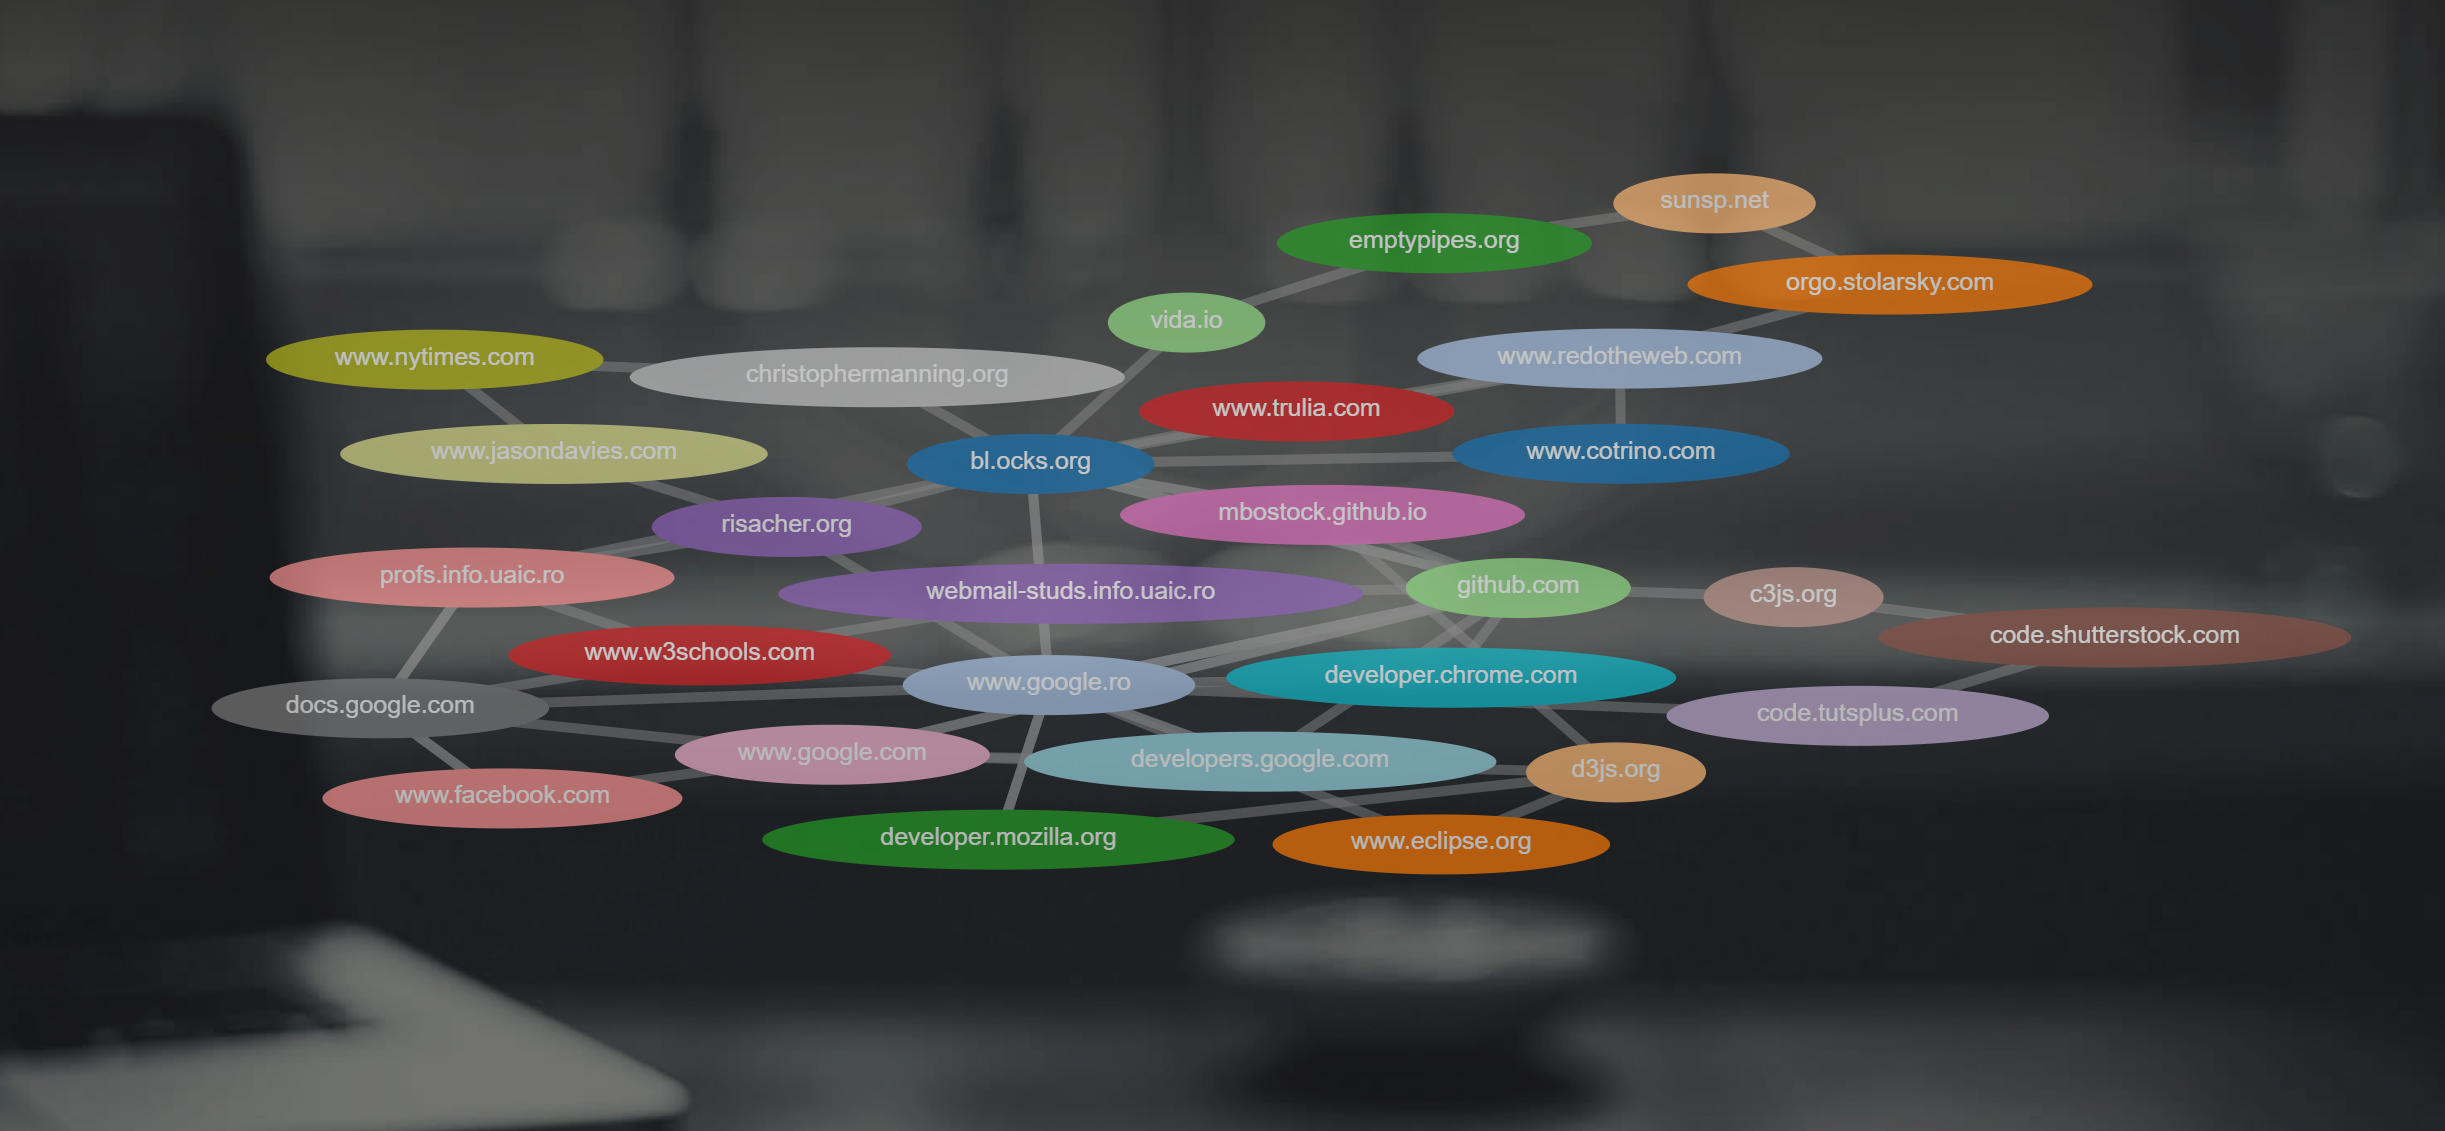 sunsp.net
emptypipes.org
orgo.stolarsky.com
vida.io
www.nytimes.com
christophermanning.org
www.redotheweb.com
www.trulia.com
www.jasondavies.com
bl.ocks.org
www.cotrino.com
risacher.org
mbostock.github.io
profs.info.uaic.ro
webmail-studs.info.uaic.ro
github.com
c3js.org
www.w3schools.com
code.shutterstock.com
docs.google.com
www.google.ro
developer.chrome.com
code.tutsplus.com
www.google.com
developers.google.com
d3js.org
www.facebook.com
developer.mozilla.org
www.eclipse.org